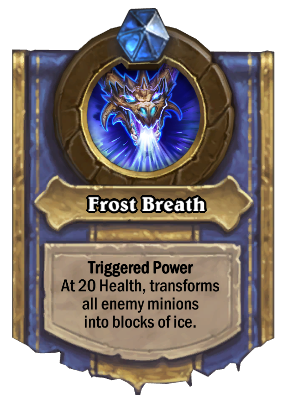 Frost Breath
Triggered Power
At 20 Health, transforms
all enemy minions
into blocks of ice.